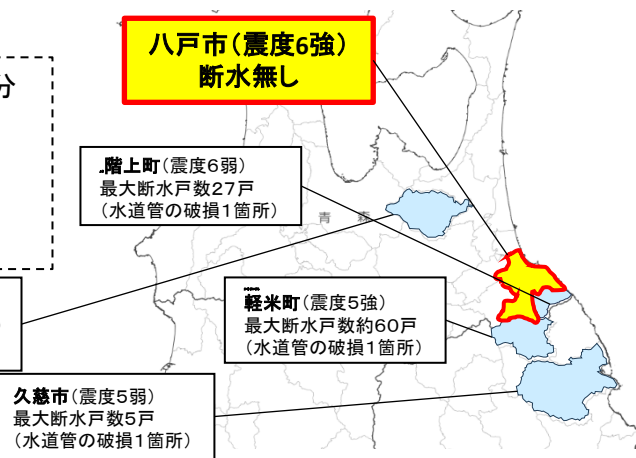 分
八戸市(震度6強)
断水無し
階上町(震度6弱)
最大断水戸数27戸
(水道管の破損1箇所)
青 森
軽米町(震度5強)
最大断水戸数約60戸
(水道管の破損1箇所)
久慈市(震度5弱)
最大断水戸数5戸
(水道管の破損1箇所)